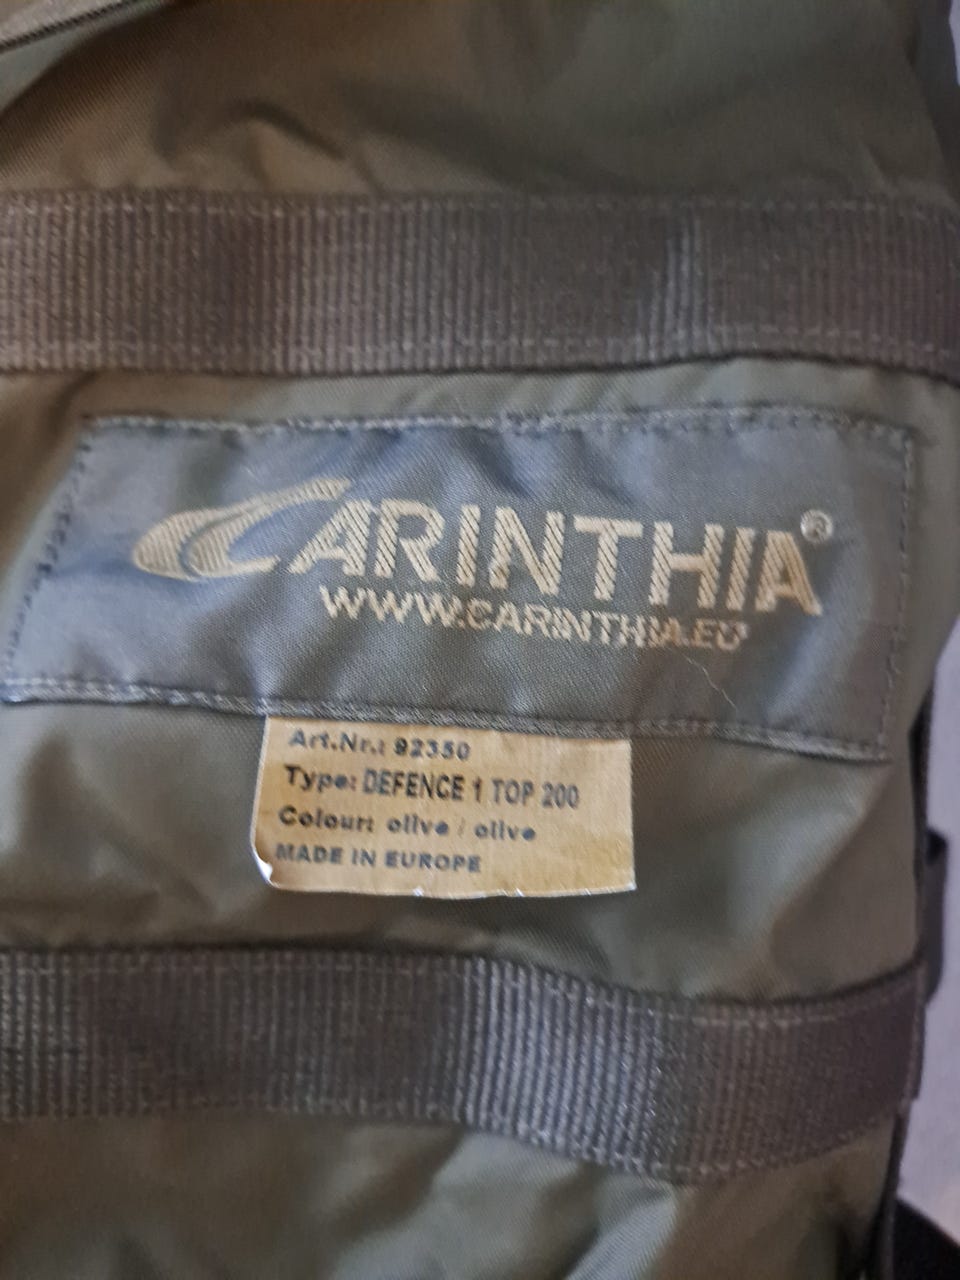 CARINTHIA®
WWW.CARINTHIA.EU
Art.Nr.: 92350
Type: DEFENCE 1 TOP 200
Colour: olive / olive
MADE IN EUROPE